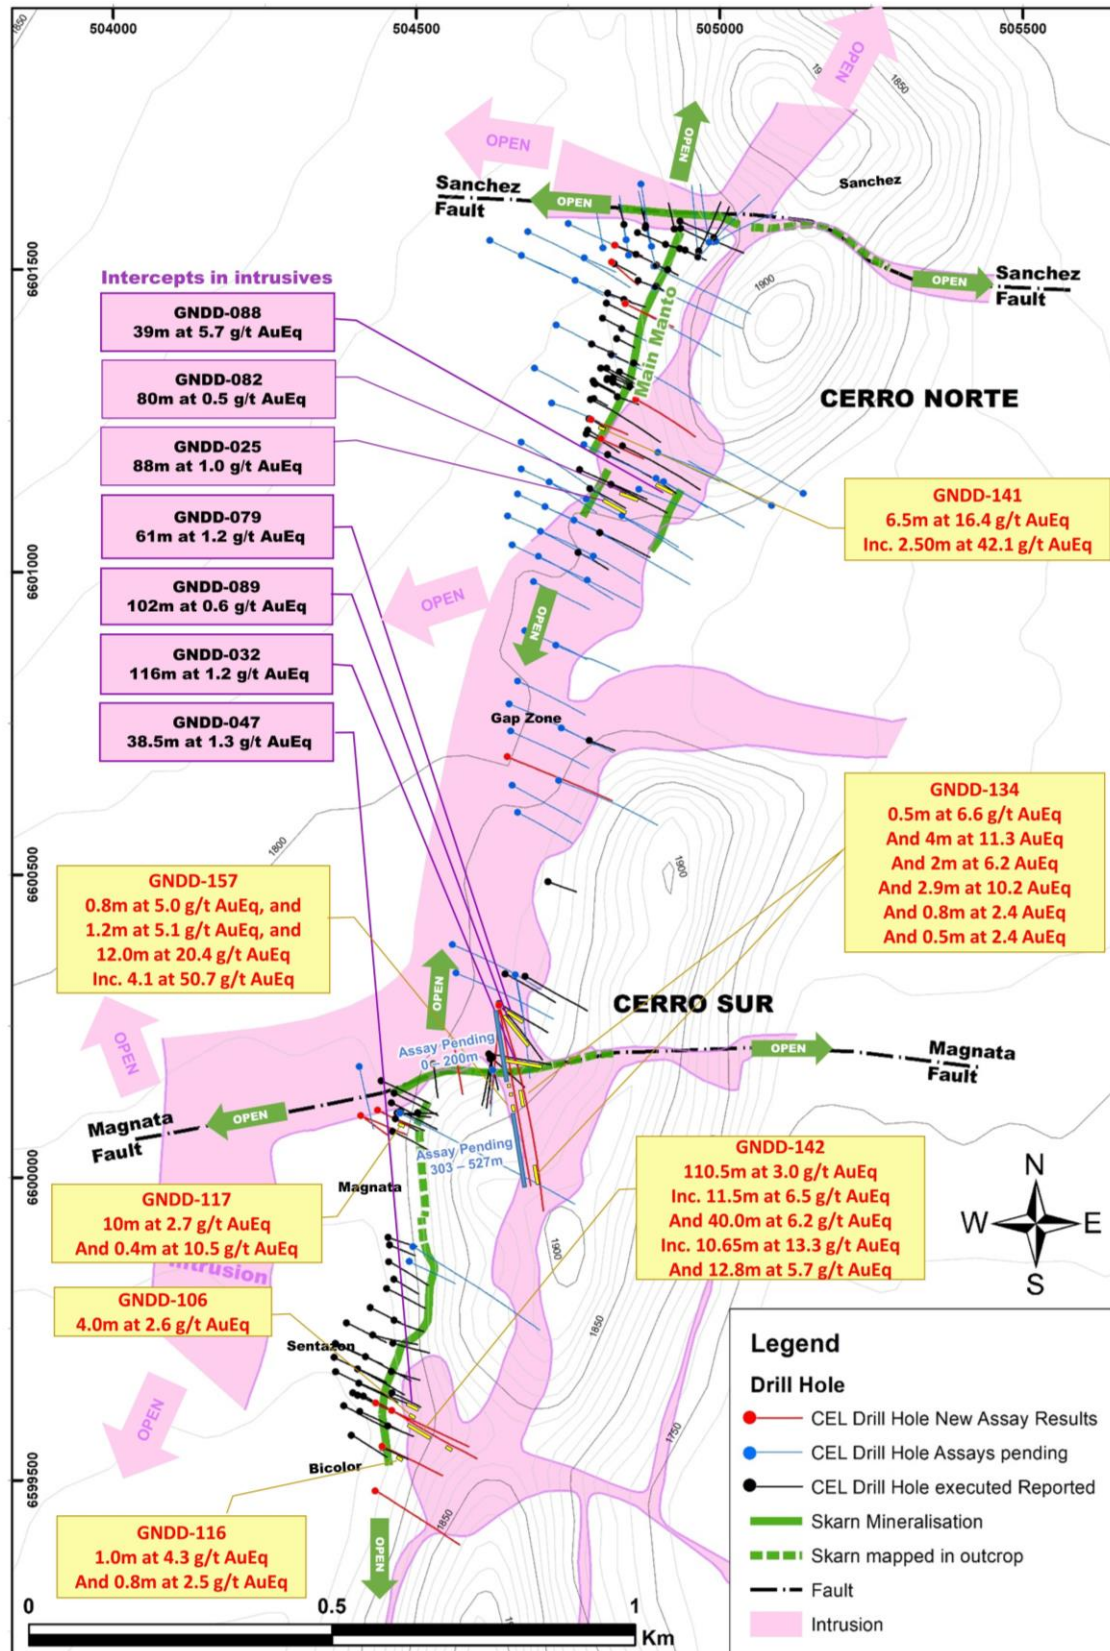 504000
504500
505000
505500
1850
1850
OPEN
OPEN
OPEN
Sanchez
Sanchez
Fault
OPEN
6601500
1900
OPEN
Sanchez
Fault
Main Manto
Intercepts in intrusives
GNDD-088
39m at 5.7 g/t AuEq
GNDD-082
80m at 0.5 g/t AuEq
GNDD-025
88m at 1.0 g/t AuEq
GNDD-079
61m at 1.2 g/t AuEq
GNDD-089
102m at 0.6 g/t AuEq
GNDD-032
116m at 1.2 g/t AuEq
GNDD-047
38.5m at 1.3 g/t AuEq
CERRO NORTE
GNDD-141
6.5m at 16.4 g/t AuEq
Inc. 2.50m at 42.1 g/t AuEq
6601000
OPEN
OPEN
Gap Zone
1800
1900
6600500
GNDD-134
0.5m at 6.6 g/t AuEq
And 4m at 11.3 AuEq
And 2m at 6.2 AuEq
And 2.9m at 10.2 AuEq
And 0.8m at 2.4 AuEq
And 0.5m at 2.4 AuEq
GNDD-157
0.8m at 5.0 g/t AuEq, and
1.2m at 5.1 g/t AuEq, and
12.0m at 20.4 g/t AuEq
Inc. 4.1 at 50.7 g/t AuEq
OPEN
OPEN
CERRO SUR
Assay Pending
0 – 200m
OPEN
Magnata
Fault
Magnata
Fault
OPEN
Assay Pending
303 – 527m
6600000
Magnata
GNDD-117
10m at 2.7 g/t AuEq
And 0.4m at 10.5 g/t AuEq
Intrusion
GNDD-142
110.5m at 3.0 g/t AuEq
Inc. 11.5m at 6.5 g/t AuEq
And 40.0m at 6.2 g/t AuEq
Inc. 10.65m at 13.3 g/t AuEq
And 12.8m at 5.7 g/t AuEq
N
W
E
S
1900
1850
GNDD-106
4.0m at 2.6 g/t AuEq
Sentazon
OPEN
Bicolor
6599500
1850
1750
OPEN
GNDD-116
1.0m at 4.3 g/t AuEq
And 0.8m at 2.5 g/t AuEq
Legend
Drill Hole
CEL Drill Hole New Assay Results
CEL Drill Hole Assays pending
CEL Drill Hole executed Reported
Skarn Mineralisation
Skarn mapped in outcrop
Fault
Intrusion
0
0.5
1
Km